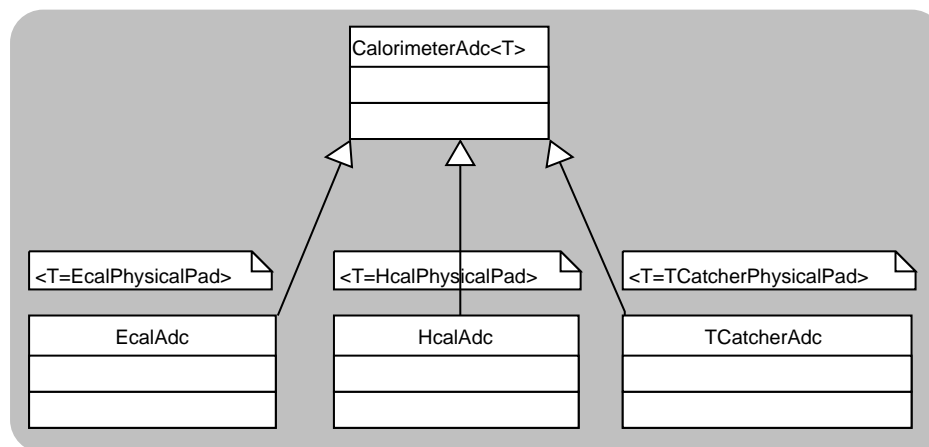 CalorimeterAdc<T>
<T=EcalPhysicalPad>
<T=HcalPhysicalPad>
<T=TCatcherPhysicalPad>
EcalAdc
HcalAdc
TCatcherAdc